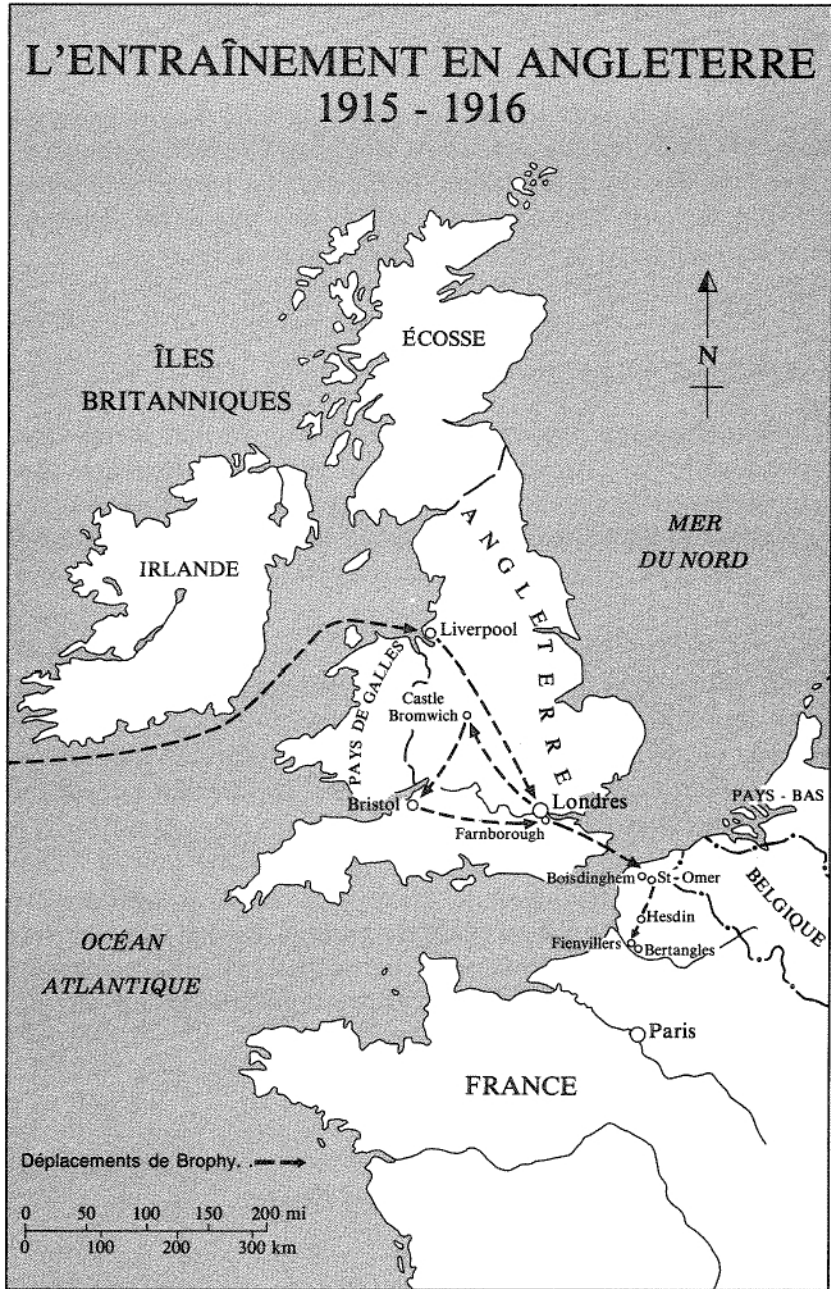 L'ENTRAÎNEMENT EN ANGLETERRE
1915 - 1916
ÉCOSSE
ÎLES
BRITANNIQUES
N
MER
DU NORD
IRLANDE
ANGLETERRE
Liverpool
PAYS DE GALLES
Castle
Bromwich
Bristol
Londres
Farnborough
PAYS - BAS
Boisdinghem
St-Omer
BELGIQUE
Hesdin
Fienvillers
Bertangles
OCÉAN
ATLANTIQUE
Paris
FRANCE
Déplacements de Brophy. .
0 50 100 150 200 mi
0 100 200 300 km